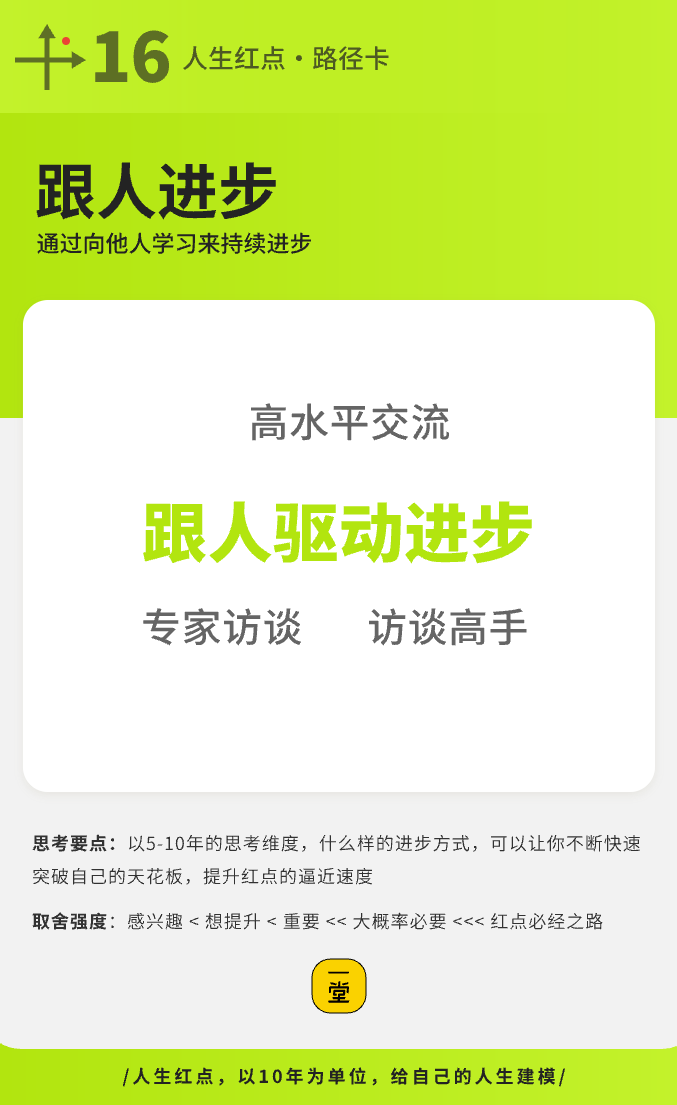 16 人生红点·路径卡
跟人进步
通过向他人学习来持续进步
高水平交流
跟人驱动进步
专家访谈 访谈高手
思考要点：以5-10年的思考维度，什么样的进步方式，可以让你不断快速
突破自己的天花板，提升红点的逼近速度
取舍强度：感兴趣 < 想提升 < 重要 << 大概率必要 <<< 红点必经之路
一
堂
/人生红点，以10年为单位，给自己的人生建模/